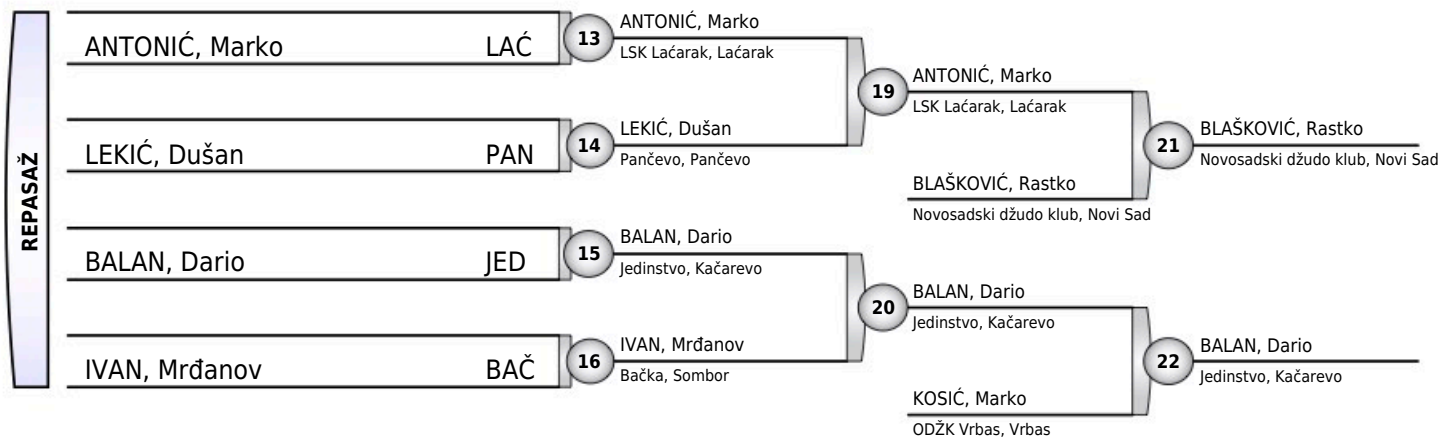 REPASAŽ
ANTONIĆ, Marko LAĆ
LEKIĆ, Dušan PAN
BALAN, Dario JED
IVAN, Mrđanov BAČ
13
ANTONIĆ, Marko
LSK Laćarak, Laćarak
14
LEKIĆ, Dušan
Pančevo, Pančevo
15
BALAN, Dario
Jedinstvo, Kačarevo
16
IVAN, Mrđanov
Bačka, Sombor
19
ANTONIĆ, Marko
LSK Laćarak, Laćarak
BLAŠKOVIĆ, Rastko
Novosadski džudo klub, Novi Sad
20
BALAN, Dario
Jedinstvo, Kačarevo
KOSIĆ, Marko
ODŽK Vrbas, Vrbas
21
BLAŠKOVIĆ, Rastko
Novosadski džudo klub, Novi Sad
22
BALAN, Dario
Jedinstvo, Kačarevo